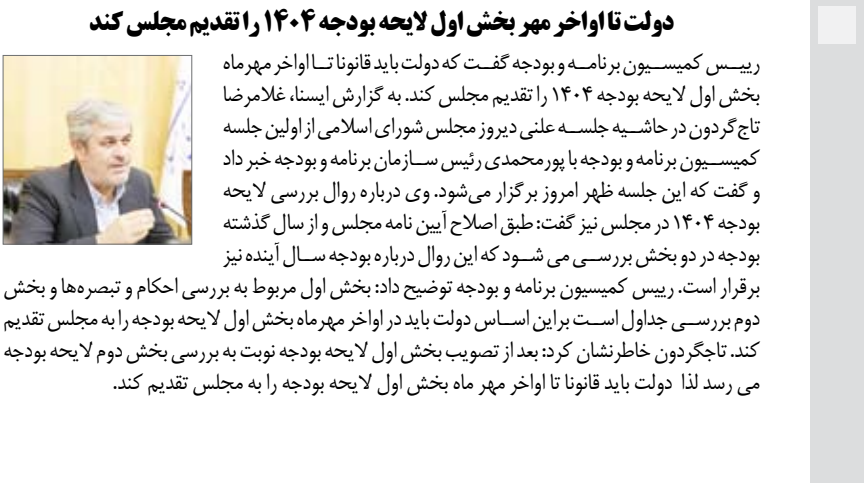 دولت تا اواخر مهر بخش اول لایحه بودجه ۱۴۰۴ را تقدیم مجلس کند
رییس کمیسیون برنامه و بودجه گفت که دولت باید قانونا تا اواخر مهرماه
بخش اول لایحه بودجه ۱۴۰۴ را تقدیم مجلس کند. به گزارش ایسنا، غلامرضا
تاج‌گردون در حاشیه جلسه علنی دیروز مجلس شورای اسلامی از اولین جلسه
کمیسیون برنامه و بودجه با پورمحمدی رئیس سازمان برنامه و بودجه خبر داد
و گفت که این جلسه ظهر امروز برگزار می‌شود. وی درباره روال بررسی لایحه
بودجه ۱۴۰۴ در مجلس نیز گفت: طبق اصلاح آیین نامه مجلس و از سال گذشته
بودجه در دو بخش بررسی می شود که این روال درباره بودجه سال آینده نیز
برقرار است. رییس کمیسیون برنامه و بودجه توضیح داد: بخش اول مربوط به بررسی احکام و تبصره‌ها و بخش
دوم بررسی جداول است براین اساس دولت باید در اواخر مهرماه بخش اول لایحه بودجه را به مجلس تقدیم
کند. تاجگردون خاطرنشان کرد: بعد از تصویب بخش اول لایحه بودجه نوبت به بررسی بخش دوم لایحه بودجه
می رسد لذا دولت باید قانونا تا اواخر مهر ماه بخش اول لایحه بودجه را به مجلس تقدیم کند.